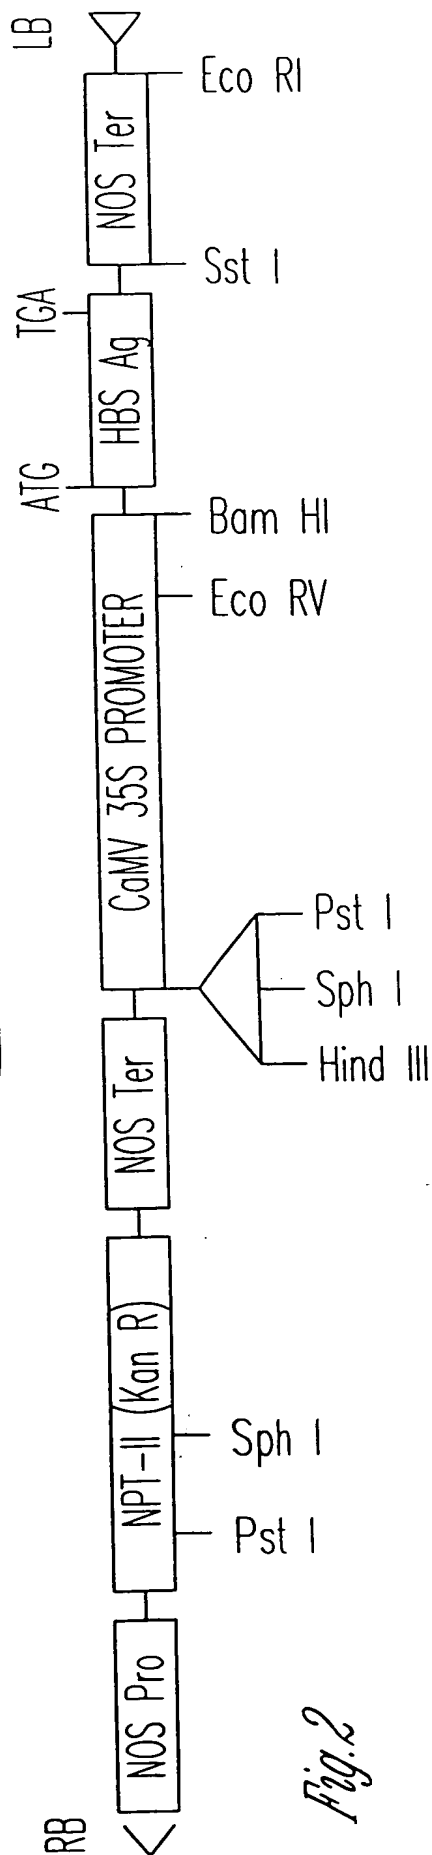 LB
NOS Ter
Eco RI
Sst I
TGA
HBS Ag
ATG
Bam HI
Eco RV
CaMV 35S PROMOTER
Pst I
Sph I
Hind III
NOS Ter
NPT-II (Kan R)
Sph I
Pst I
NOS Pro
RB
Fig.2